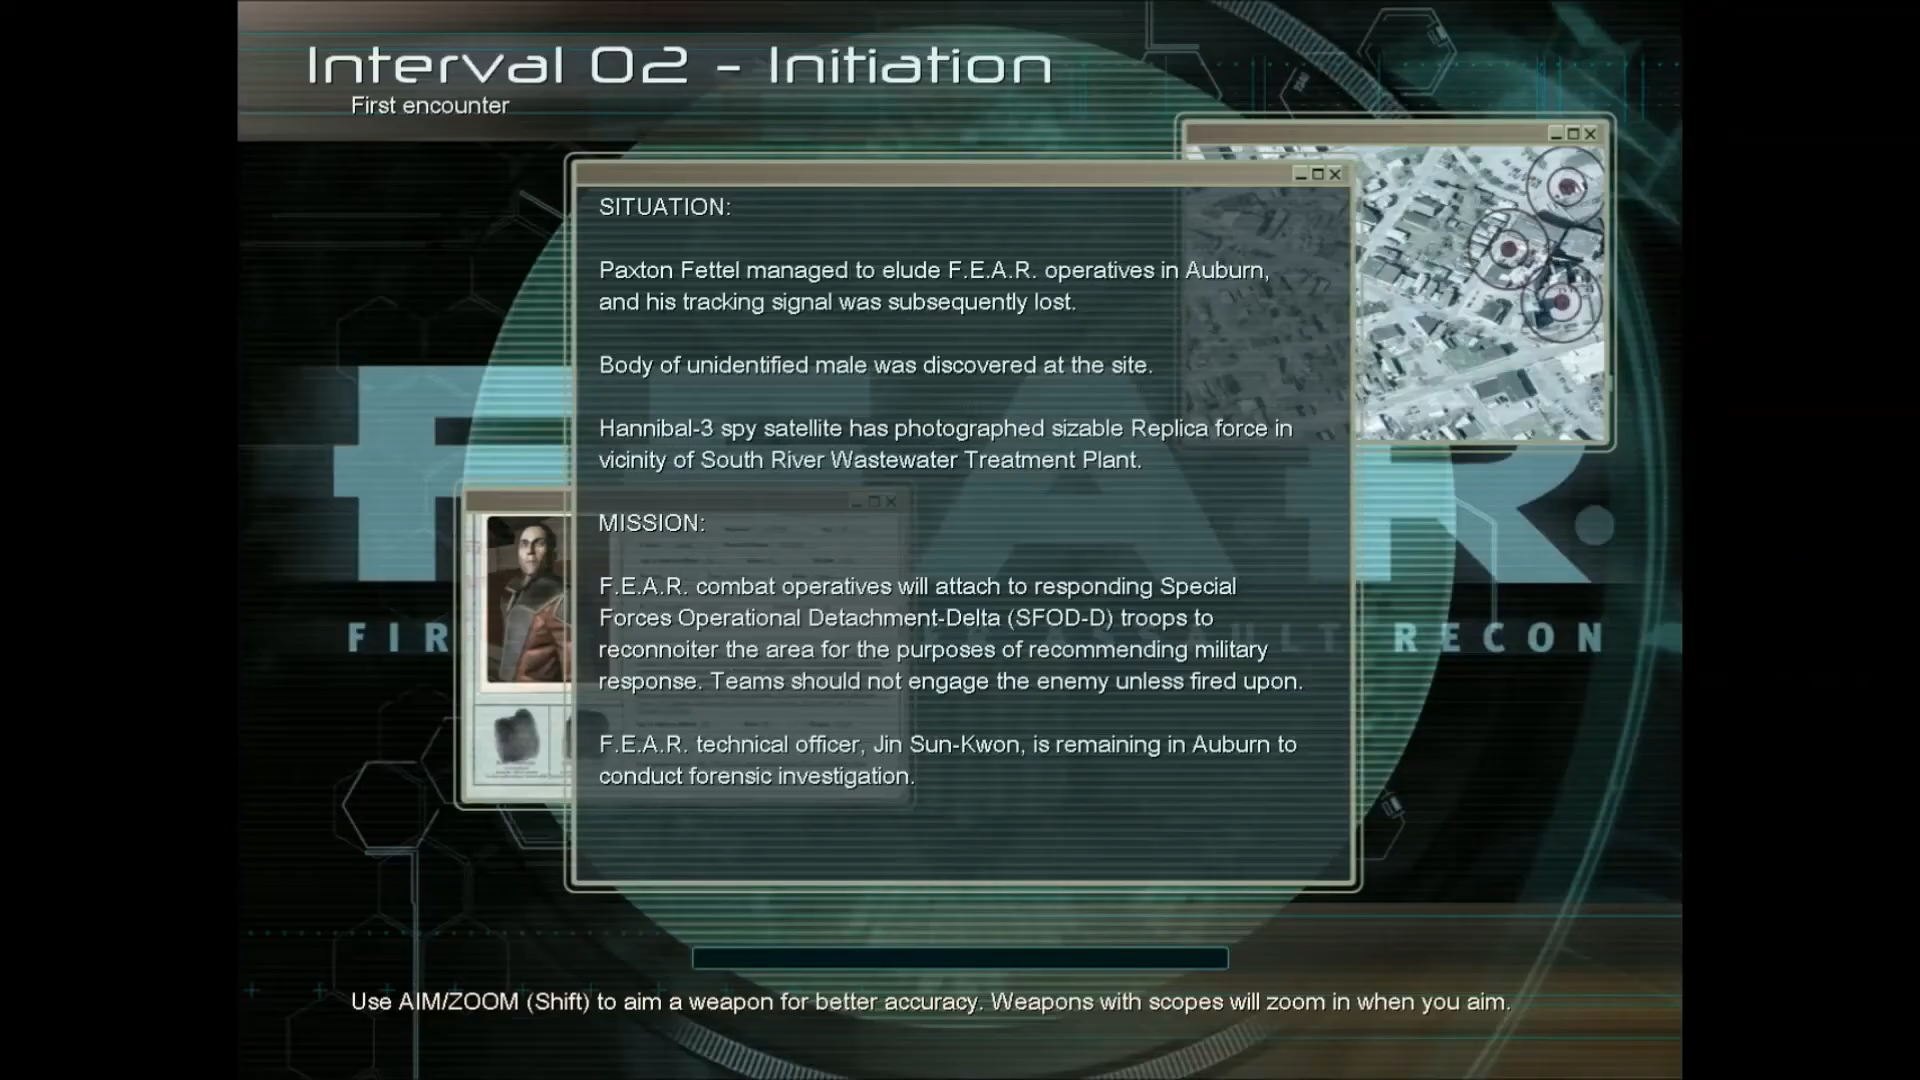 Interval 02 - Initiation
First encounter
SITUATION:
Paxton Fettel managed to elude F.E.A.R. operatives in Auburn,
and his tracking signal was subsequently lost.
Body of unidentified male was discovered at the site.
Hannibal-3 spy satellite has photographed sizable Replica force in
vicinity of South River Wastewater Treatment Plant.
MISSION:
F.E.A.R. combat operatives will attach to responding Special
Forces Operational Detachment-Delta (SFOD-D) troops to
reconnoiter the area for the purposes of recommending military
response. Teams should not engage the enemy unless fired upon.
F.E.A.R. technical officer, Jin Sun-Kwon, is remaining in Auburn to
conduct forensic investigation.
RECON
Use AIM/ZOOM (Shift) to aim a weapon for better accuracy. Weapons with scopes will zoom in when you aim.